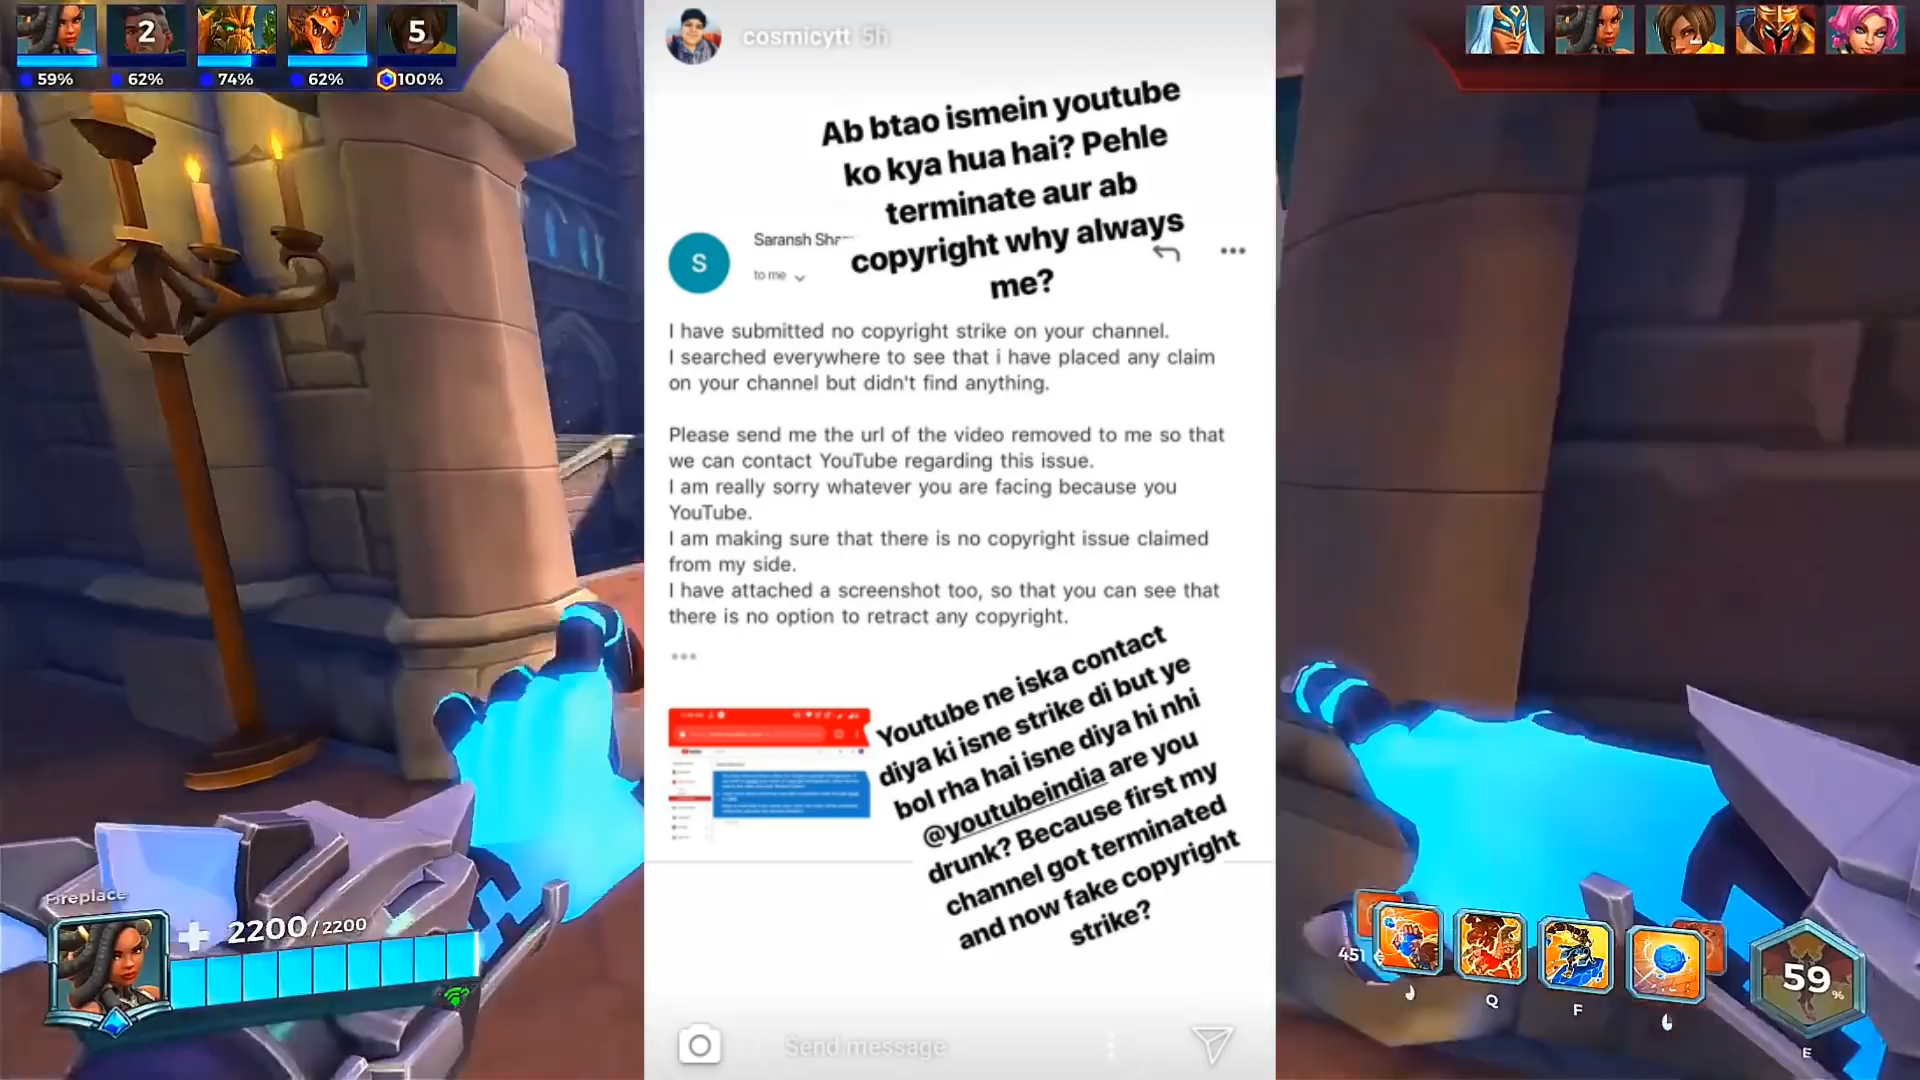 2
5
59%
62%
74%
62%
100%
cosmicytt 5h
Ab btao ismein youtube
ko kya hua hai? Pehle
terminate aur ab
copyright why always
me?
S
Saransh
to me
I have submitted no copyright strike on your channel.
I searched everywhere to see that i have placed any claim
on your channel but didn't find anything.
Please send me the url of the video removed to me so that
we can contact YouTube regarding this issue.
I am really sorry whatever you are facing because you
YouTube.
I am making sure that there is no copyright issue claimed
from my side.
I have attached a screenshot too, so that you can see that
there is no option to retract any copyright.
Youtube ne iska contact
diya ki isne strike di but ye
bol rha hai isne diya hi nhi
@youtubeindia are you
drunk? Because first my
channel got terminated
and now fake copyright
strike?
Send message
Fireplace
2200/2200
451
Q
F
59%
E